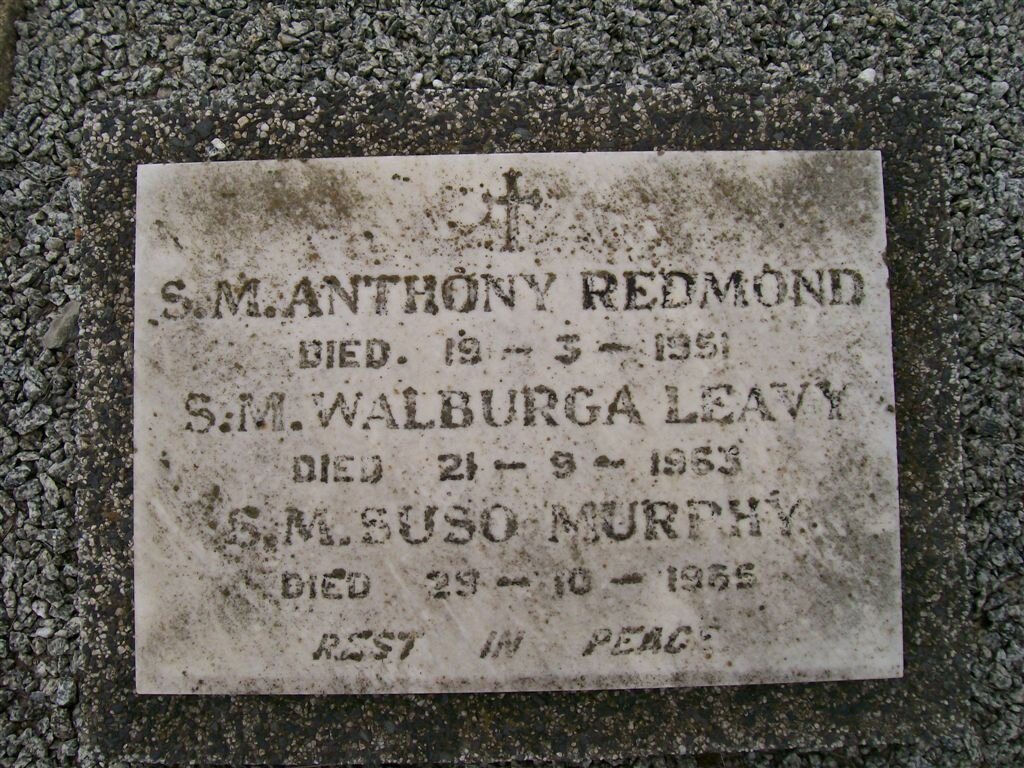 S.M. ANTHONY REDMOND
DIED. 19 - 3 - 1951
S.M. WALBURGA LEAVY
DIED 21 - 9 - 1963
S.M. SUSO MURPHY.
DIED 29 - 10 - 1965
REST IN PEACE